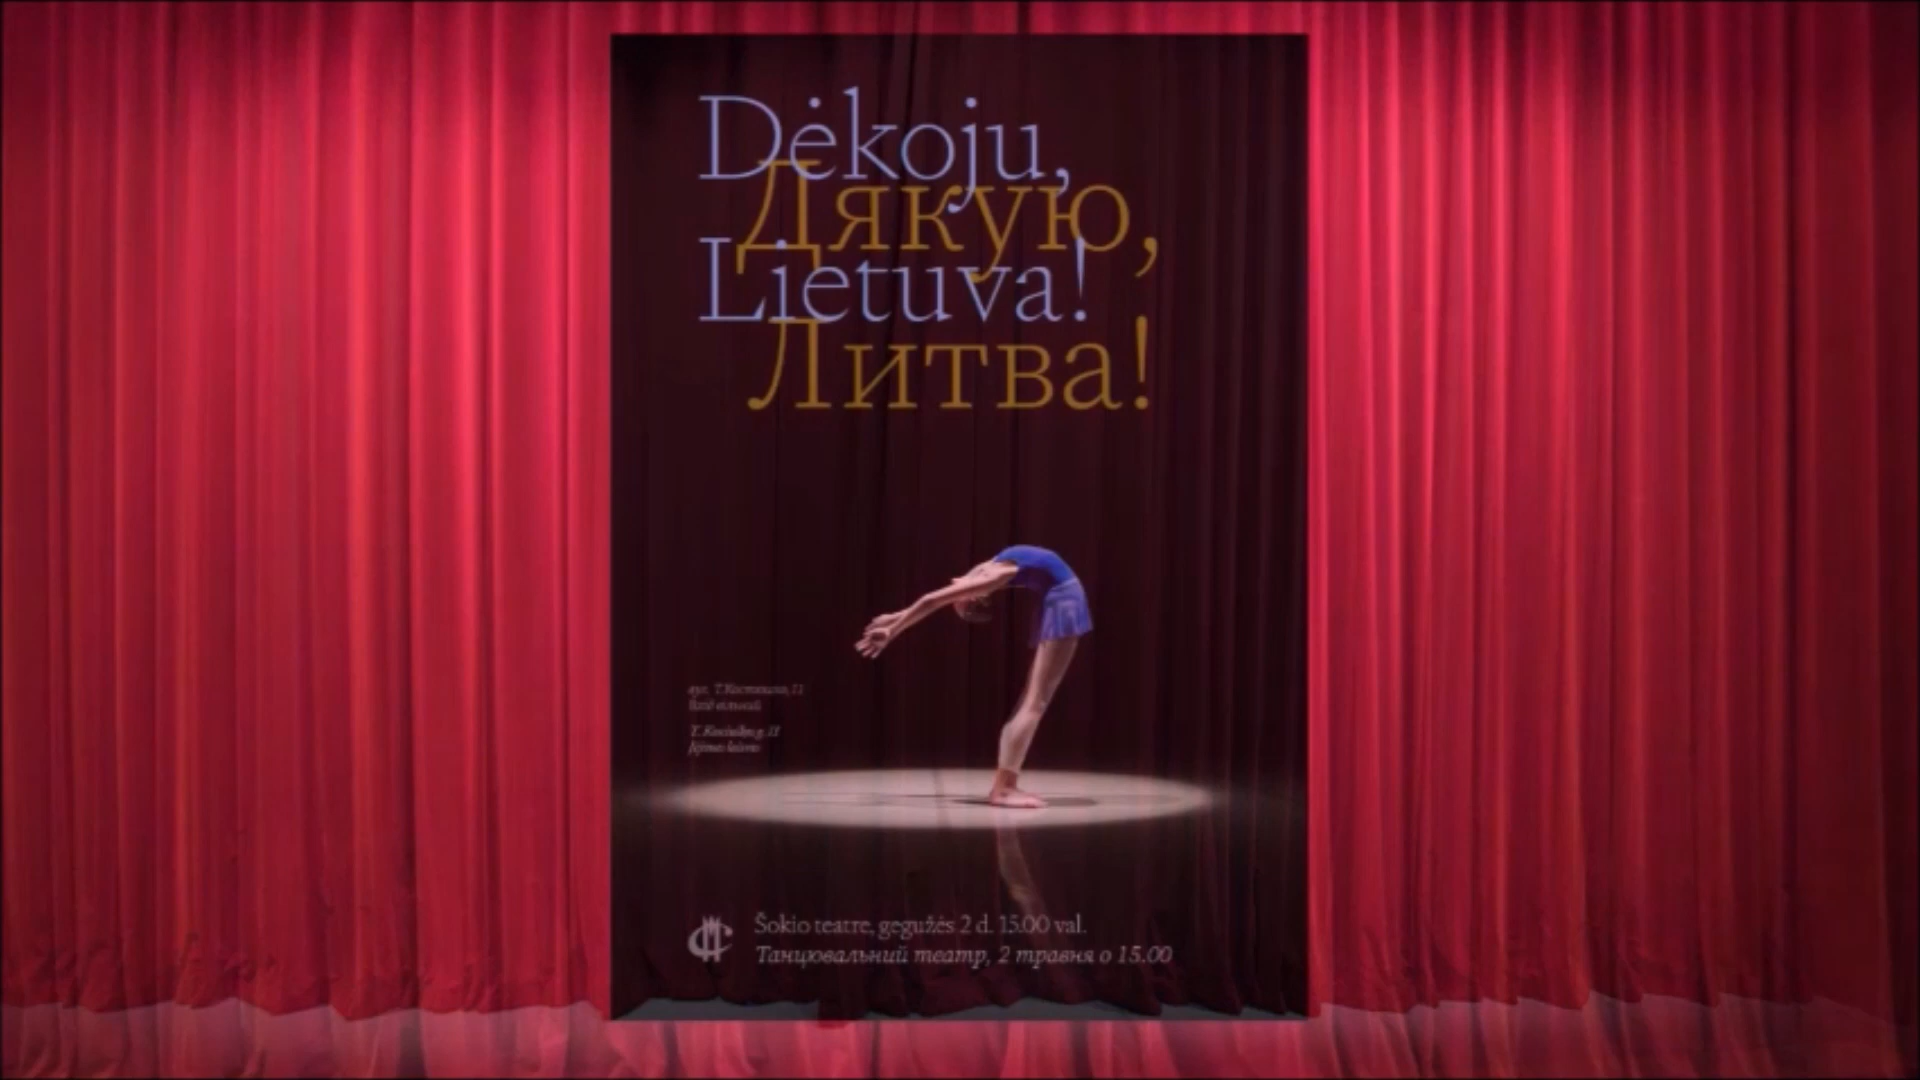 Dėkoju,
Дякую,
Lietuva!
Литва!
Šokio teatre, gegužės 2 d. 15.00 val.
Танцювальний театр, 2 травня о 15.00